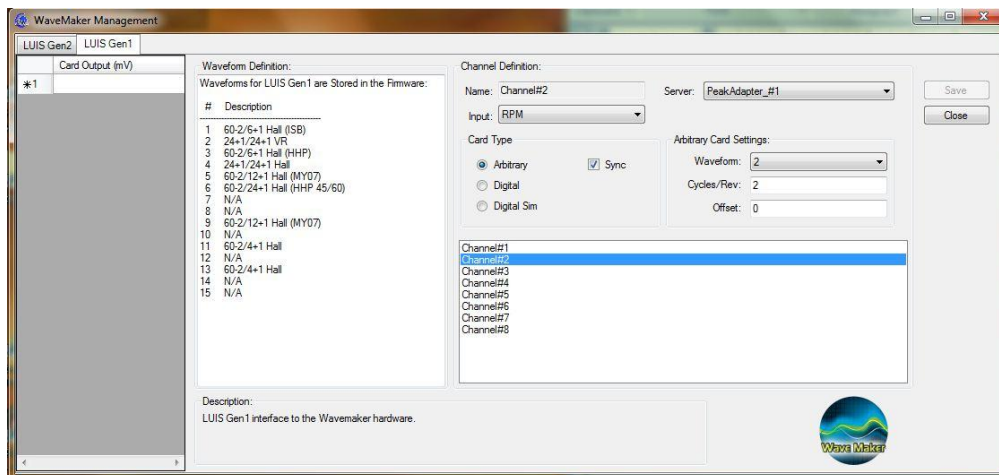 WaveMaker Management
LUIS Gen2 LUIS Gen1
Card Output (mV)
*1
Waveform Definition:
Waveforms for LUIS Gen1 are Stored in the Firmware:
# Description
1 60-2/6+1 Hall (ISB)
2 24+1/24+1 VR
3 60-2/6+1 Hall (HHP)
4 24+1/24+1 Hall
5 60-2/12+1 Hall (MY07)
6 60-2/24+1 Hall (HHP 45/60)
7 N/A
8 N/A
9 60-2/12+1 Hall (MY07)
10 N/A
11 60-2/4+1 Hall
12 N/A
13 60-2/4+1 Hall
14 N/A
15 N/A
Channel Definition:
Name: Channel#2 Server: PeakAdapter_#1
Input: RPM
Card Type
Arbitrary Sync
Digital
Digital Sim
Arbitrary Card Settings:
Waveform: 2
Cycles/Rev: 2
Offset: 0
Save
Close
Channel#1
Channel#2
Channel#3
Channel#4
Channel#5
Channel#6
Channel#7
Channel#8
Description:
LUIS Gen1 interface to the Wavemaker hardware.
Wave Maker